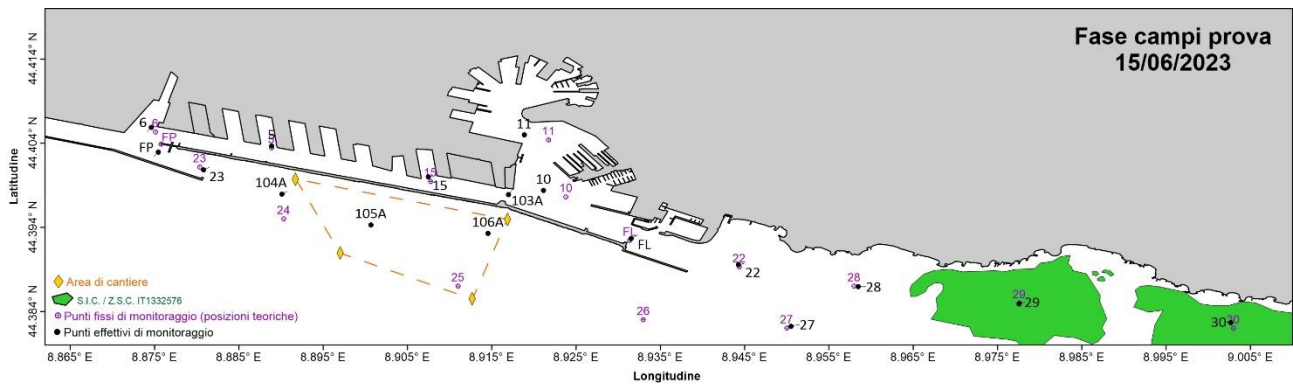 Fase campi prova
15/06/2023
44.414° N
44.404° N
44.394° N
44.384° N
Latitudine
6
6
FP
FP
5
5
23
23
11
11
15
15
10
10
104A
103A
24
105A
106A
FL
FL
25
22
22
28
28
26
27
27
29
29
30
30
Area di cantiere
S.I.C. / Z.S.C. IT1332576
Punti fissi di monitoraggio (posizioni teoriche)
Punti effettivi di monitoraggio
8.865° E 8.875° E 8.885° E 8.895° E 8.905° E 8.915° E 8.925° E 8.935° E 8.945° E 8.955° E 8.965° E 8.975° E 8.985° E 8.995° E 9.005° E
Longitudine